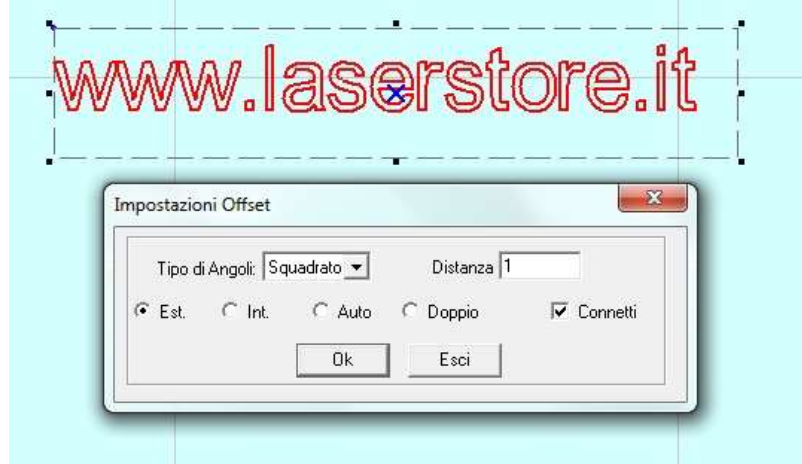 www.laserstore.it
Impostazioni Offset
Tipo di Angoli: Squadrato Distanza 1
Est. Int. Auto Doppio Connetti
Ok Esci